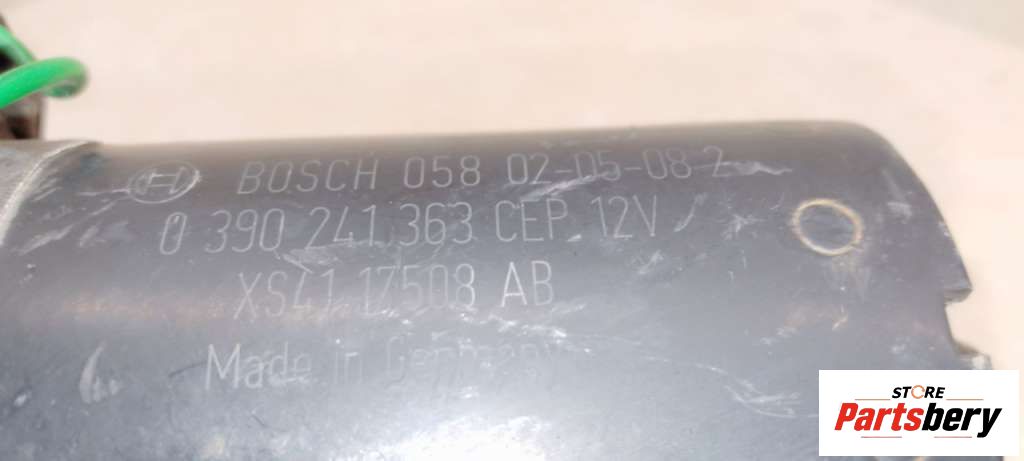 BOSCH 058 02-05-08 2
0 390 241 363 CEP 12V
XS41 17508 AB
Made in Germany
STORE
Partsbery